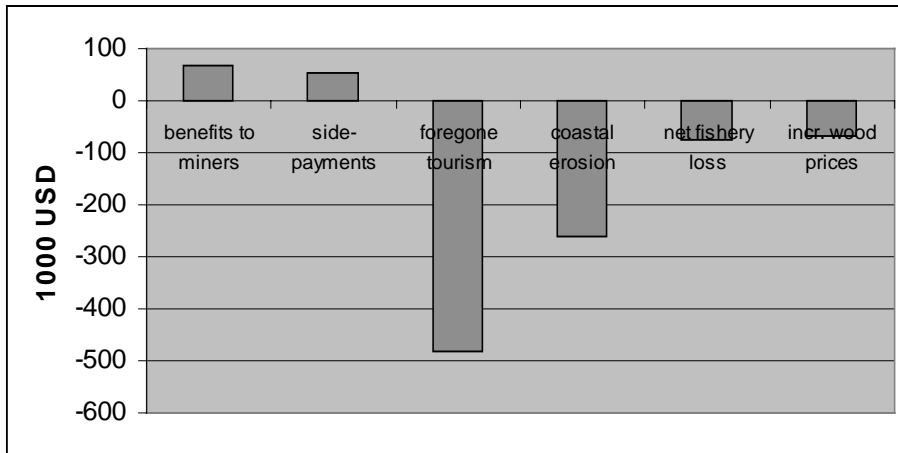 100
0
-100
-200
-300
-400
-500
-600
1000 USD
benefits to side- foregone coastal net fishery incr. wood
miners payments tourism erosion loss prices